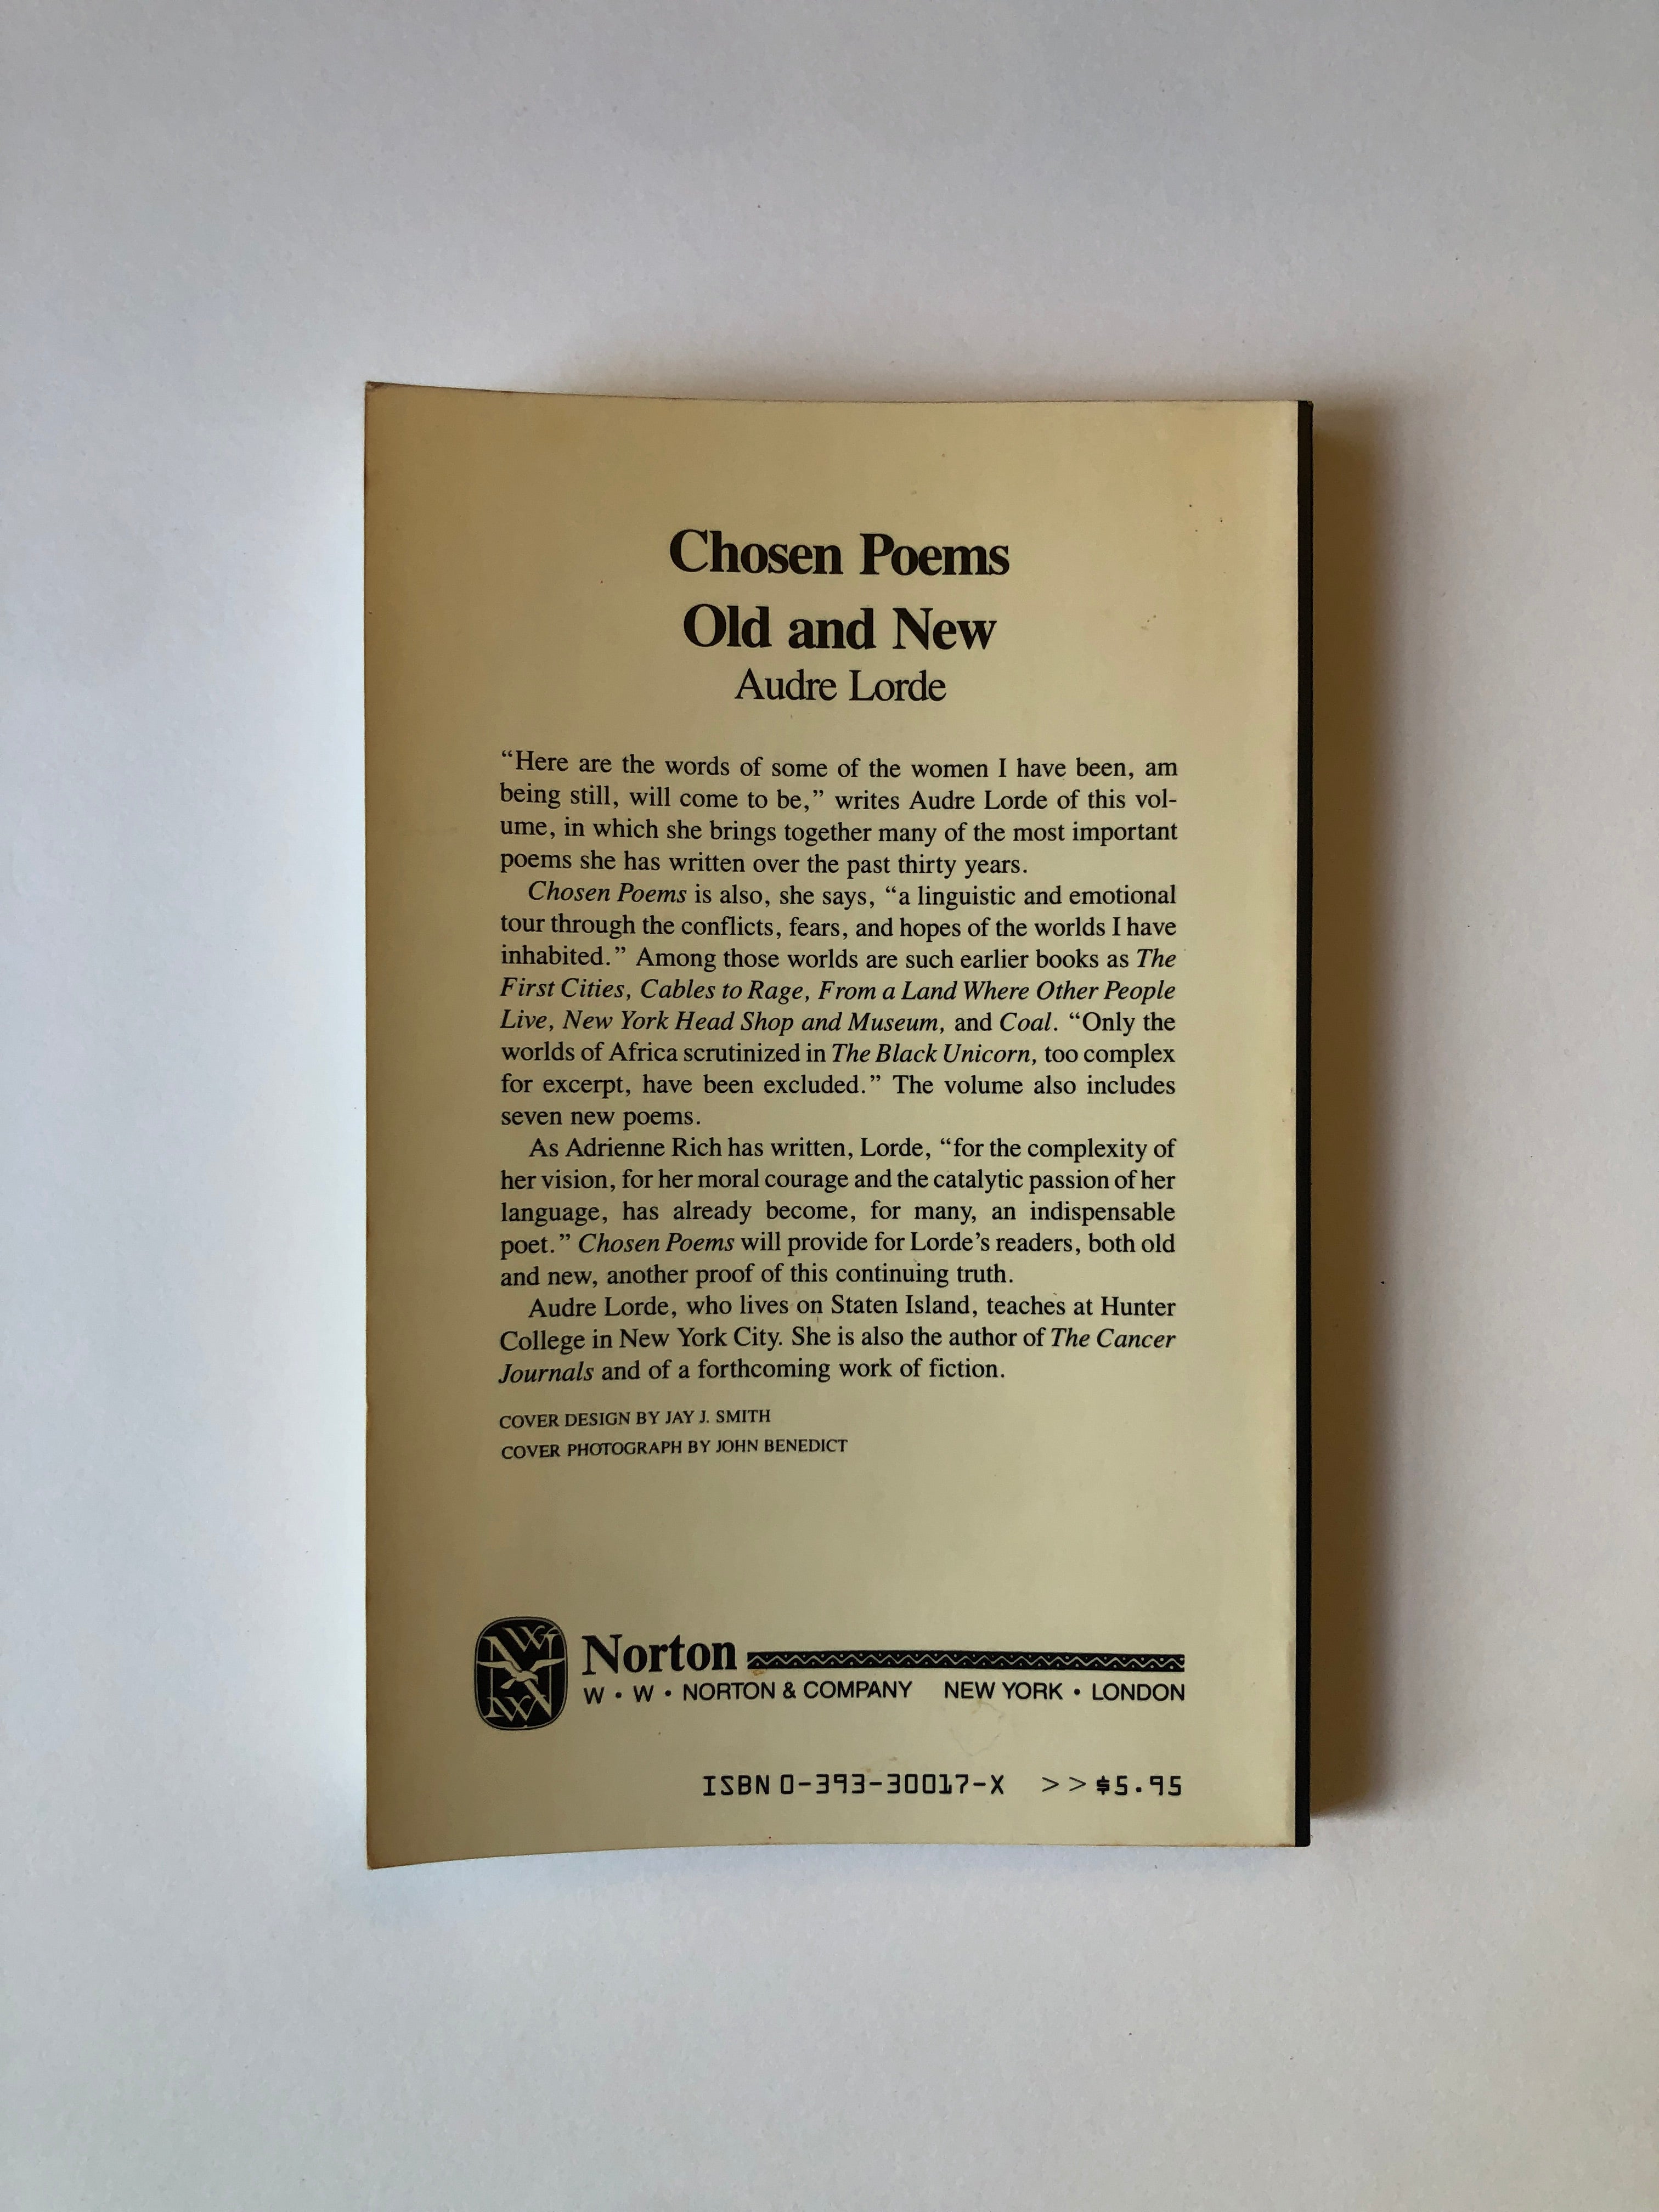 Chosen Poems
Old and New
Audre Lorde
“Here are the words of some of the women I have been, am
being still, will come to be,” writes Audre Lorde of this vol-
ume, in which she brings together many of the most important
poems she has written over the past thirty years.
Chosen Poems is also, she says, “a linguistic and emotional
tour through the conflicts, fears, and hopes of the worlds I have
inhabited.” Among those worlds are such earlier books as The
First Cities, Cables to Rage, From a Land Where Other People
Live, New York Head Shop and Museum, and Coal. “Only the
worlds of Africa scrutinized in The Black Unicorn, too complex
for excerpt, have been excluded.” The volume also includes
seven new poems.
As Adrienne Rich has written, Lorde, “for the complexity of
her vision, for her moral courage and the catalytic passion of her
language, has already become, for many, an indispensable
poet.” Chosen Poems will provide for Lorde’s readers, both old
and new, another proof of this continuing truth.
Audre Lorde, who lives on Staten Island, teaches at Hunter
College in New York City. She is also the author of The Cancer
Journals and of a forthcoming work of fiction.
COVER DESIGN BY JAY J. SMITH
COVER PHOTOGRAPH BY JOHN BENEDICT
Norton
W • W • NORTON & COMPANY NEW YORK • LONDON
ISBN 0-393-30017-X >> $5.95